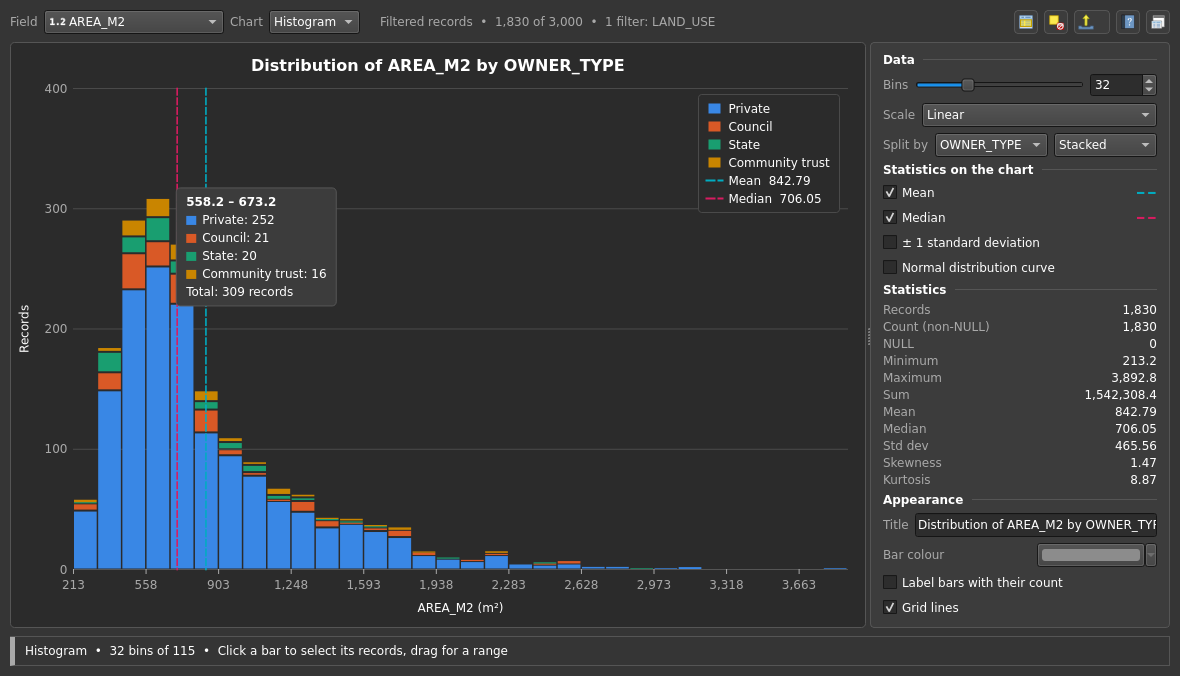 Field 1.2 AREA_M2 Chart Histogram Filtered records • 1,830 of 3,000 • 1 filter: LAND_USE
Distribution of AREA_M2 by OWNER_TYPE
400
300
200
100
0
Records
213 558 903 1,248 1,593 1,938 2,283 2,628 2,973 3,318 3,663
AREA_M2 (m²)
Private
Council
State
Community trust
Mean 842.79
Median 706.05
558.2 – 673.2
Private: 252
Council: 21
State: 20
Community trust: 16
Total: 309 records
Data
Bins 32
Scale Linear
Split by OWNER_TYPE Stacked
Statistics on the chart
Mean
Median
± 1 standard deviation
Normal distribution curve
Statistics
Records 1,830
Count (non-NULL) 1,830
NULL 0
Minimum 213.2
Maximum 3,892.8
Sum 1,542,308.4
Mean 842.79
Median 706.05
Std dev 465.56
Skewness 1.47
Kurtosis 8.87
Appearance
Title Distribution of AREA_M2 by OWNER_TYP
Bar colour
Label bars with their count
Grid lines
Histogram • 32 bins of 115 • Click a bar to select its records, drag for a range